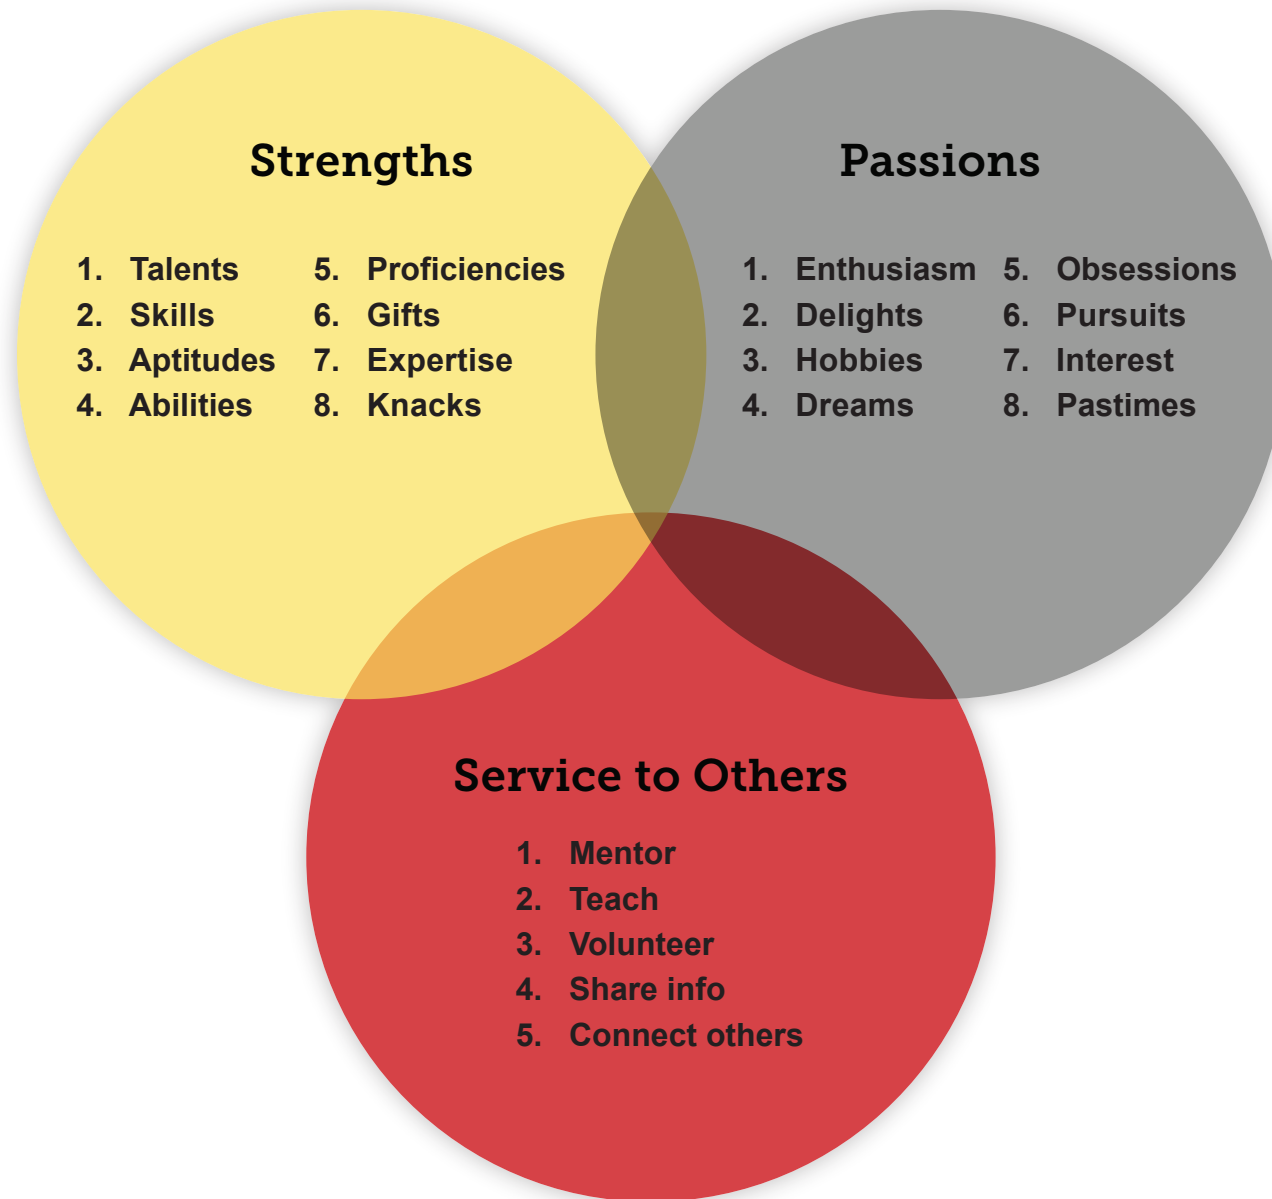 Strengths
1. Talents
2. Skills
3. Aptitudes
4. Abilities
5. Proficiencies
6. Gifts
7. Expertise
8. Knacks
Passions
1. Enthusiasm
2. Delights
3. Hobbies
4. Dreams
5. Obsessions
6. Pursuits
7. Interest
8. Pastimes
Service to Others
1. Mentor
2. Teach
3. Volunteer
4. Share info
5. Connect others